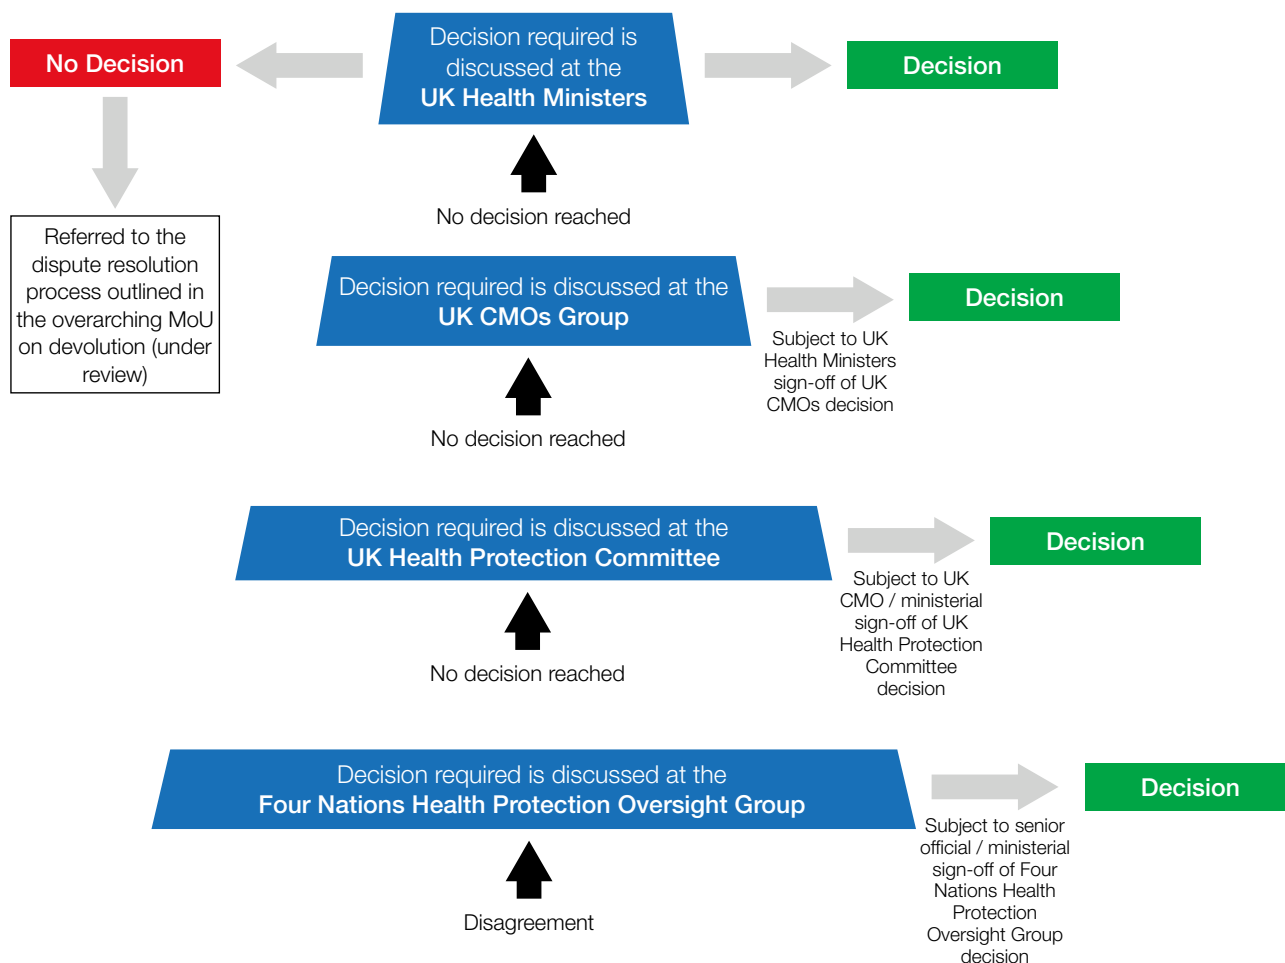 Decision required is
discussed at the
UK Health Ministers
No Decision
Decision
No decision reached
Referred to the
dispute resolution
process outlined in
the overarching MoU
on devolution (under
review)
Decision required is discussed at the
UK CMOs Group
Decision
Subject to UK
Health Ministers
sign-off of UK
CMOs decision
No decision reached
Decision required is discussed at the
UK Health Protection Committee
Decision
Subject to UK
CMO / ministerial
sign-off of UK
Health Protection
Committee
decision
No decision reached
Decision required is discussed at the
Four Nations Health Protection Oversight Group
Decision
Subject to senior
official / ministerial
sign-off of Four
Nations Health
Protection
Oversight Group
decision
Disagreement